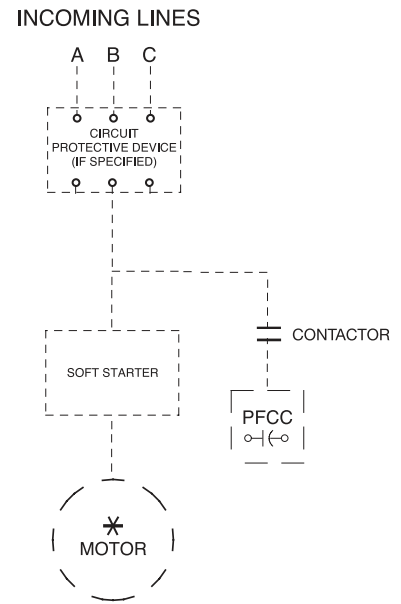 INCOMING LINES
A B C
CIRCUIT
PROTECTIVE DEVICE
(IF SPECIFIED)
CONTACTOR
SOFT STARTER
PFCC
*
MOTOR